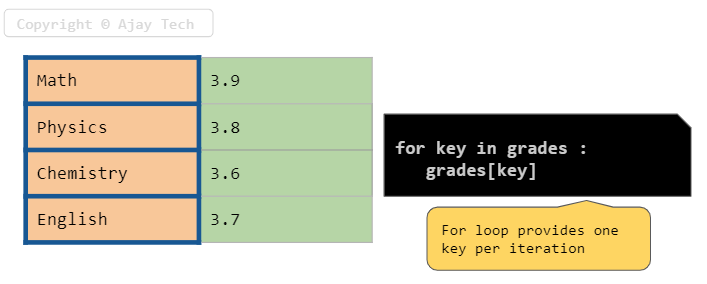 Copyright © Ajay Tech
Math 3.9
Physics 3.8
Chemistry 3.6
English 3.7
for key in grades :
grades[key]
For loop provides one
key per iteration